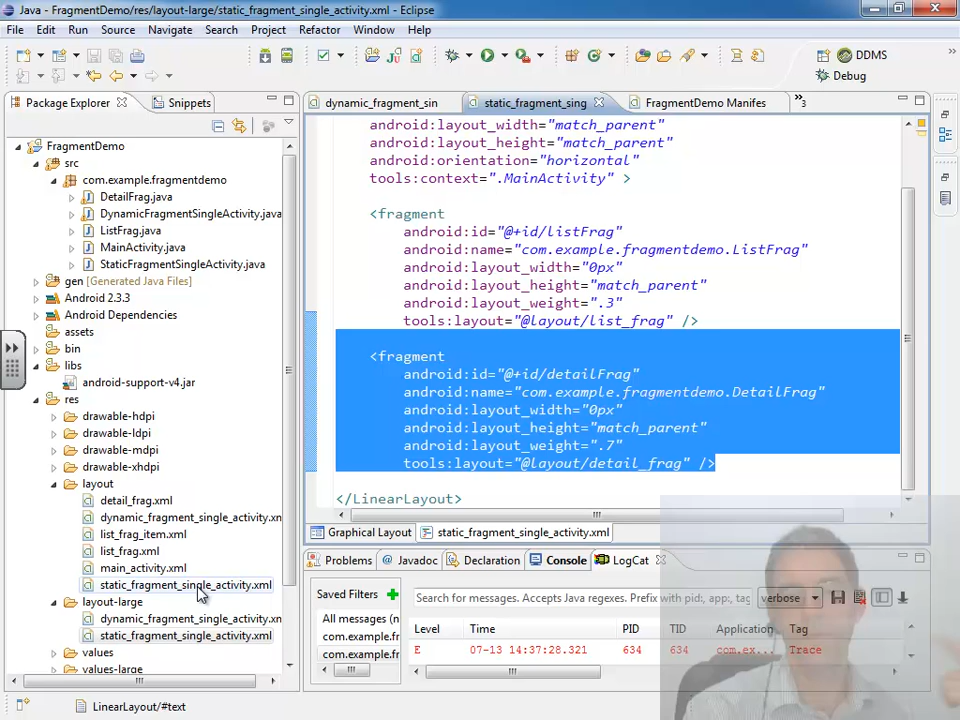 Java - FragmentDemo/res/layout-large/static_fragment_single_activity.xml - Eclipse
File Edit Run Source Navigate Search Project Refactor Window Help
DDMS
Debug
Package Explorer
Snippets
FragmentDemo
src
com.example.fragmentdemo
DetailFrag.java
DynamicFragmentSingleActivity.java
ListFrag.java
MainActivity.java
StaticFragmentSingleActivity.java
gen [Generated Java Files]
Android 2.3.3
Android Dependencies
assets
bin
libs
android-support-v4.jar
res
drawable-hdpi
drawable-ldpi
drawable-mdpi
drawable-xhdpi
layout
detail_frag.xml
dynamic_fragment_single_activity.xn
list_frag_item.xml
list_frag.xml
main_activity.xml
static_fragment_single_activity.xml
layout-large
dynamic_fragment_single_activity.xn
static_fragment_single_activity.xml
values
values-large
dynamic_fragment_sin
static_fragment_sing
FragmentDemo Manifes
»3
android:layout_width="match_parent"
android:layout_height="match_parent"
android:orientation="horizontal"
tools:context=".MainActivity" >
<fragment
android:id="@+id/listFrag"
android:name="com.example.fragmentdemo.ListFrag"
android:layout_width="0px"
android:layout_height="match_parent"
android:layout_weight=".3"
tools:layout="@layout/list_frag" />
<fragment
android:id="@+id/detailFrag"
android:name="com.example.fragmentdemo.DetailFrag"
android:layout_width="0px"
android:layout_height="match_parent"
android:layout_weight=".7"
tools:layout="@layout/detail_frag" />
</LinearLayout>
Graphical Layout
static_fragment_single_activity.xml
Problems
Javadoc
Declaration
Console
LogCat
Saved Filters
All messages (n
com.example.fr
com.example.fr
Search for messages. Accepts Java regexes. Prefix with pid:, app:, tag
verbose
Level Time PID TID Application Tag
E 07-13 14:37:28.321 634 634 com.ex... Trace
LinearLayout/#text